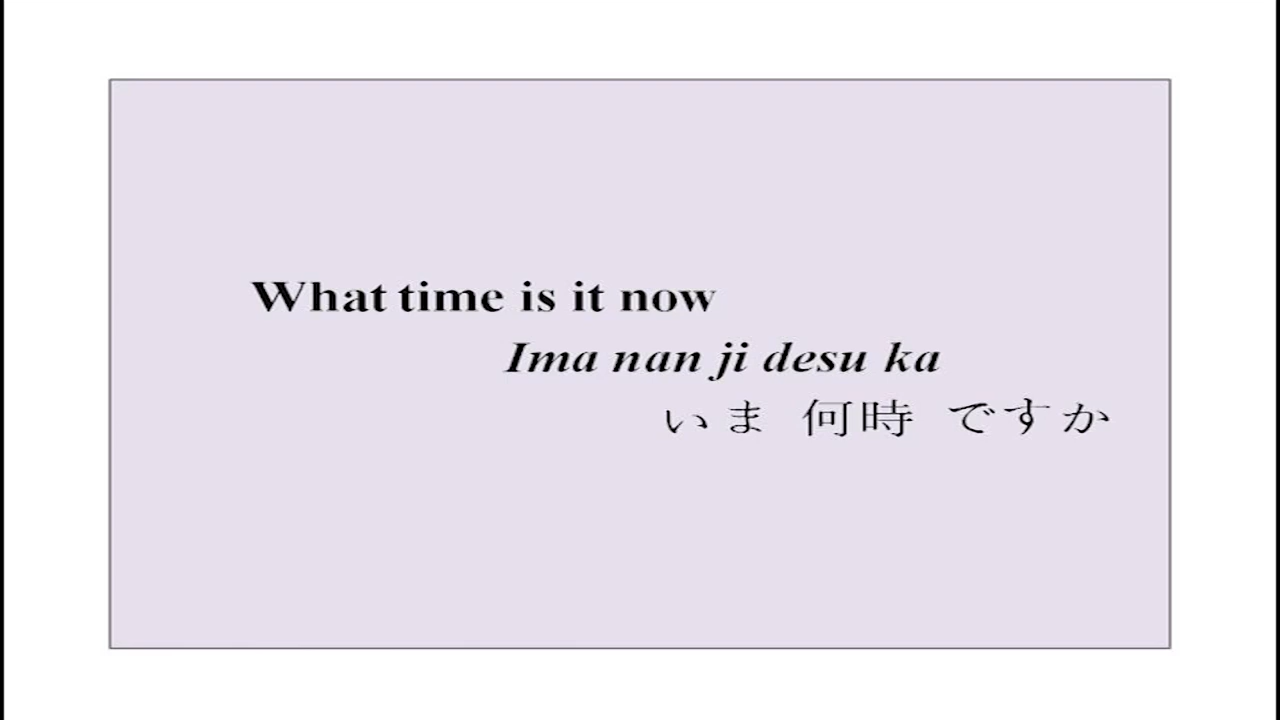 What time is it now
Ima nan ji desu ka
いま 何時 ですか